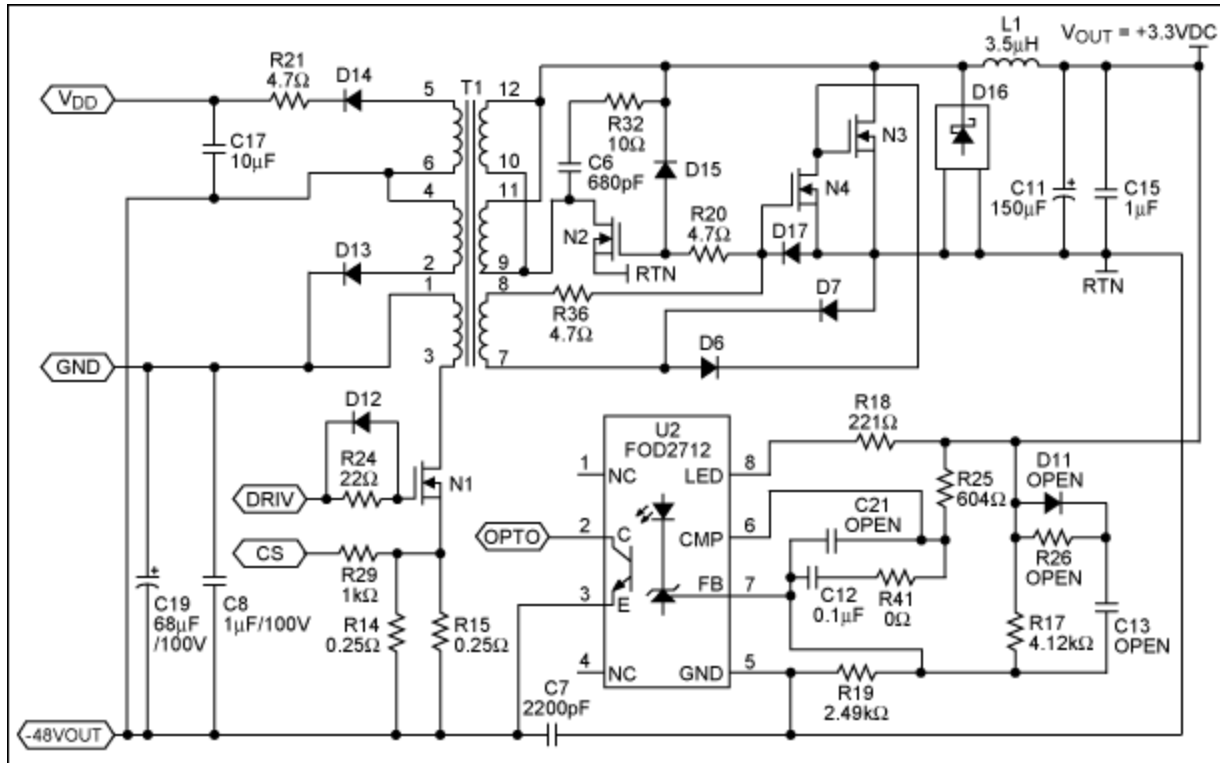 L1
3.5µH
VOUT = +3.3VDC
R21
4.7Ω
D14
T1
VDD
5
12
C17
10µF
R32
10Ω
D16
N3
6
10
C6
680pF
D15
N4
4
11
C11
150µF
+
C15
1µF
R20
4.7Ω
N2
D17
D13
2
9
RTN
RTN
1
8
R36
4.7Ω
D7
GND
3
7
D6
D12
R24
22Ω
N1
DRIV
U2
FOD2712
R18
221Ω
1
NC
LED
8
D11
OPEN
R25
604Ω
C21
OPEN
OPTO
2
C
CMP
6
CS
R26
OPEN
R29
1kΩ
FB
7
C12
0.1µF
R41
0Ω
+
C19
68µF
/100V
C8
1µF/100V
3
E
R14
0.25Ω
R15
0.25Ω
R17
4.12kΩ
C13
OPEN
4
NC
GND
5
C7
2200pF
R19
2.49kΩ
-48VOUT